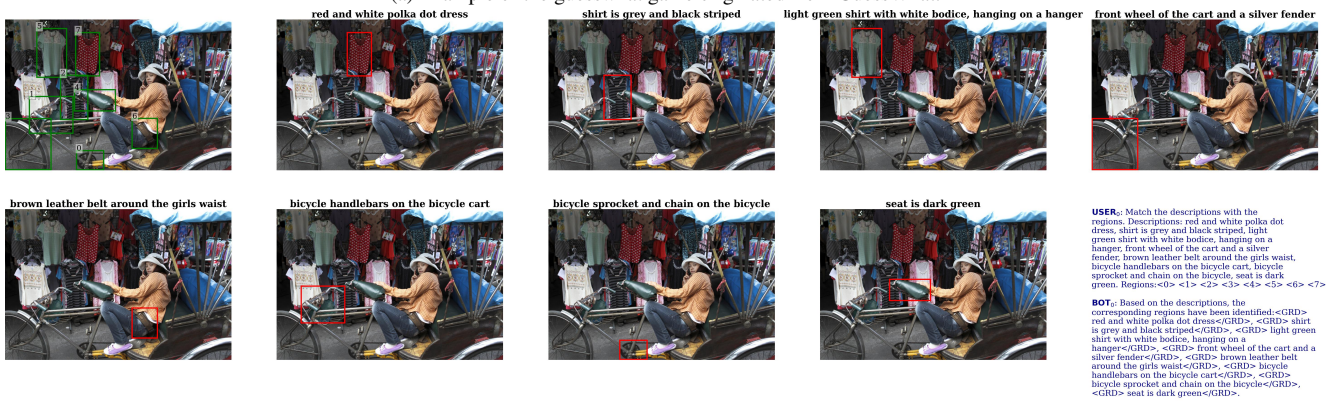 red and white polka dot dress
shirt is grey and black striped
light green shirt with white bodice, hanging on a hanger
front wheel of the cart and a silver fender
5
7
2
4
1
3
6
0
brown leather belt around the girls waist
bicycle handlebars on the bicycle cart
bicycle sprocket and chain on the bicycle
seat is dark green
USER₀: Match the descriptions with the
regions. Descriptions: red and white polka dot
dress, shirt is grey and black striped, light
green shirt with white bodice, hanging on a
hanger, front wheel of the cart and a silver
fender, brown leather belt around the girls waist,
bicycle handlebars on the bicycle cart, bicycle
sprocket and chain on the bicycle, seat is dark
green. Regions:<0> <1> <2> <3> <4> <5> <6> <7>
BOT₀: Based on the descriptions, the
corresponding regions have been identified:<GRD>
red and white polka dot dress</GRD>, <GRD> shirt
is grey and black striped</GRD>, <GRD> light green
shirt with white bodice, hanging on a
hanger</GRD>, <GRD> front wheel of the cart and a
silver fender</GRD>, <GRD> brown leather belt
around the girls waist</GRD>, <GRD> bicycle
handlebars on the bicycle cart</GRD>, <GRD>
bicycle sprocket and chain on the bicycle</GRD>,
<GRD> seat is dark green</GRD>.